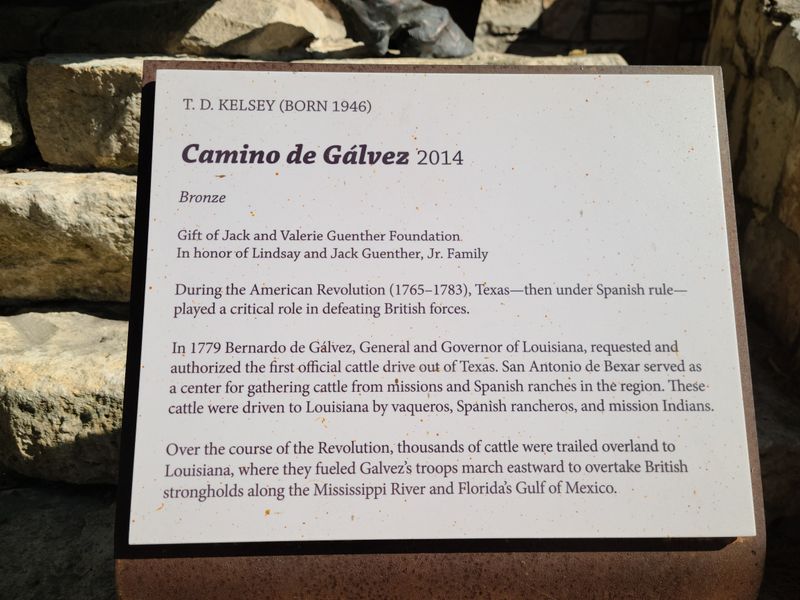 T. D. KELSEY (BORN 1946)
Camino de Gálvez 2014
Bronze
Gift of Jack and Valerie Guenther Foundation
In honor of Lindsay and Jack Guenther, Jr. Family
During the American Revolution (1765–1783), Texas—then under Spanish rule—
played a critical role in defeating British forces.
In 1779 Bernardo de Gálvez, General and Governor of Louisiana, requested and
authorized the first official cattle drive out of Texas. San Antonio de Bexar served as
a center for gathering cattle from missions and Spanish ranches in the region. These
cattle were driven to Louisiana by vaqueros, Spanish rancheros, and mission Indians.
Over the course of the Revolution, thousands of cattle were trailed overland to
Louisiana, where they fueled Galvez's troops march eastward to overtake British
strongholds along the Mississippi River and Florida's Gulf of Mexico.